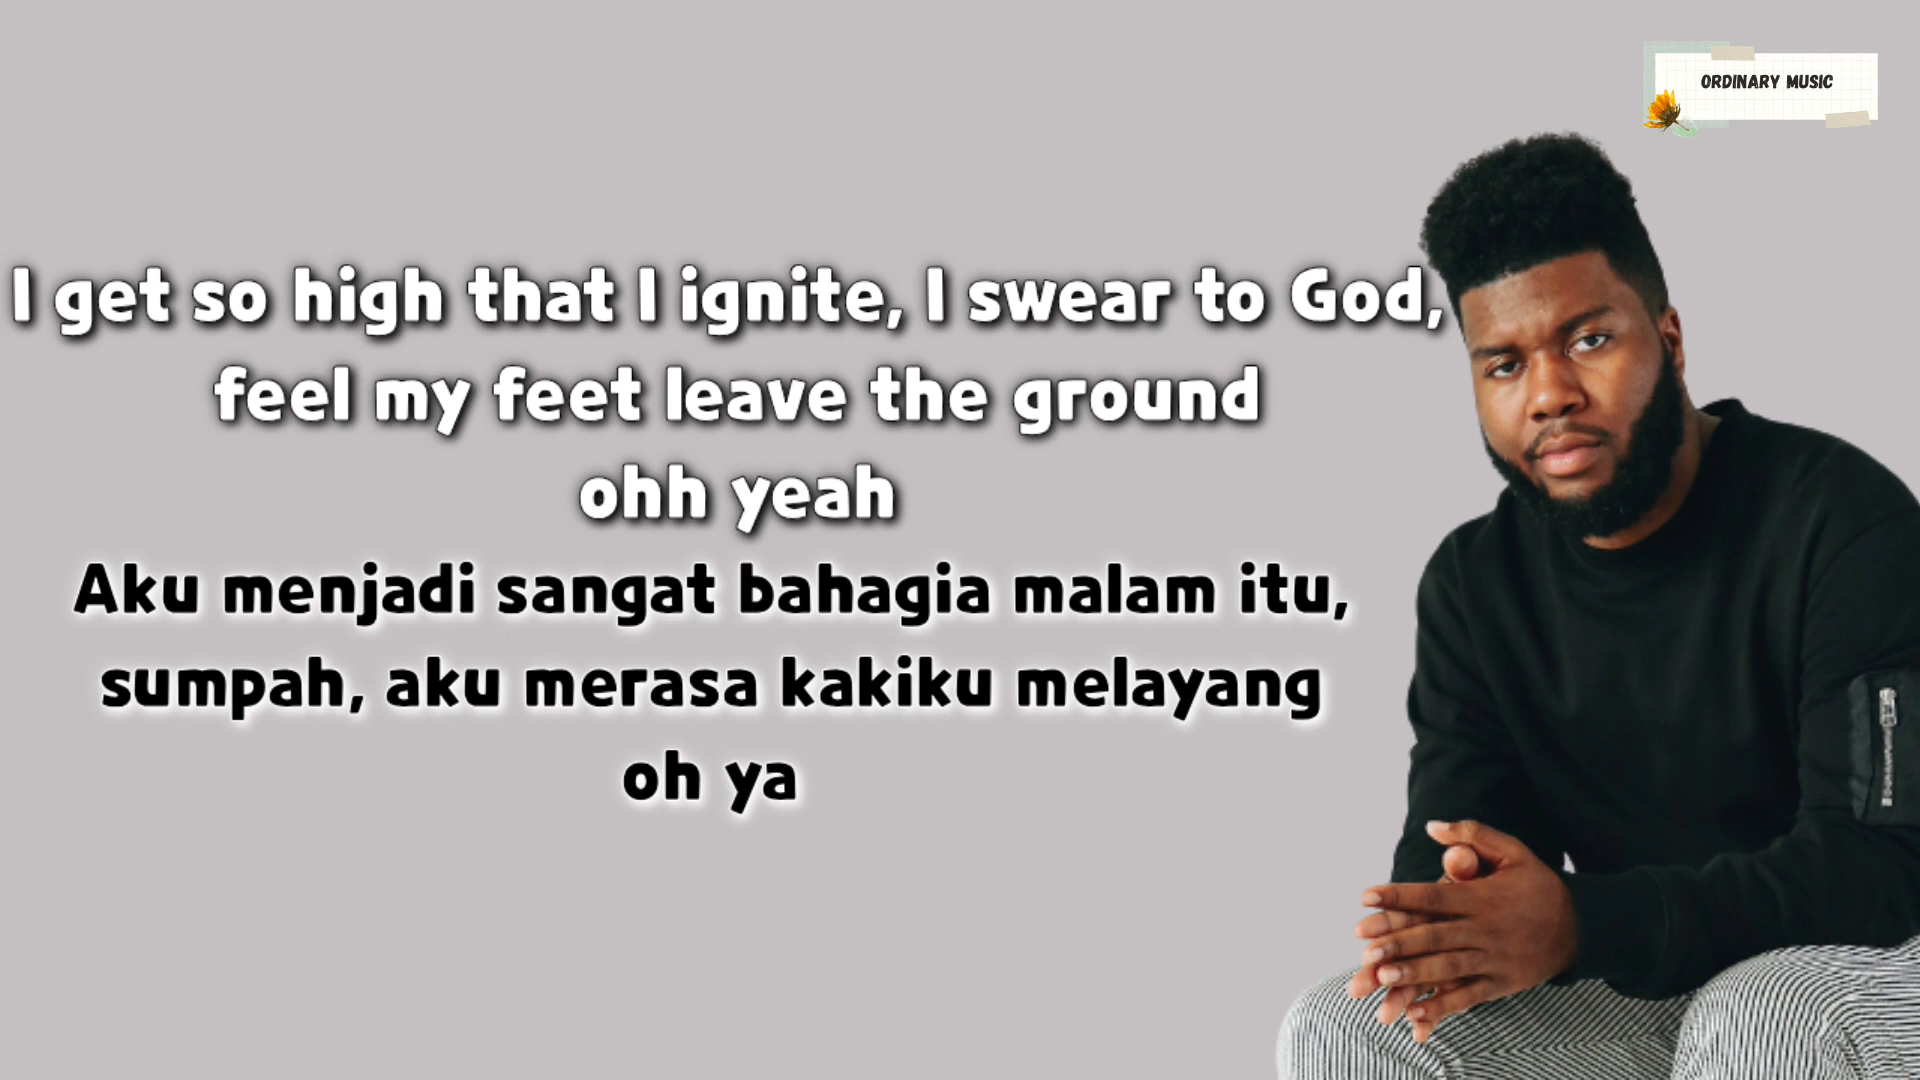 ORDINARY MUSIC
I get so high that I ignite, I swear to God,
feel my feet leave the ground
ohh yeah
Aku menjadi sangat bahagia malam itu,
sumpah, aku merasa kakiku melayang
oh ya